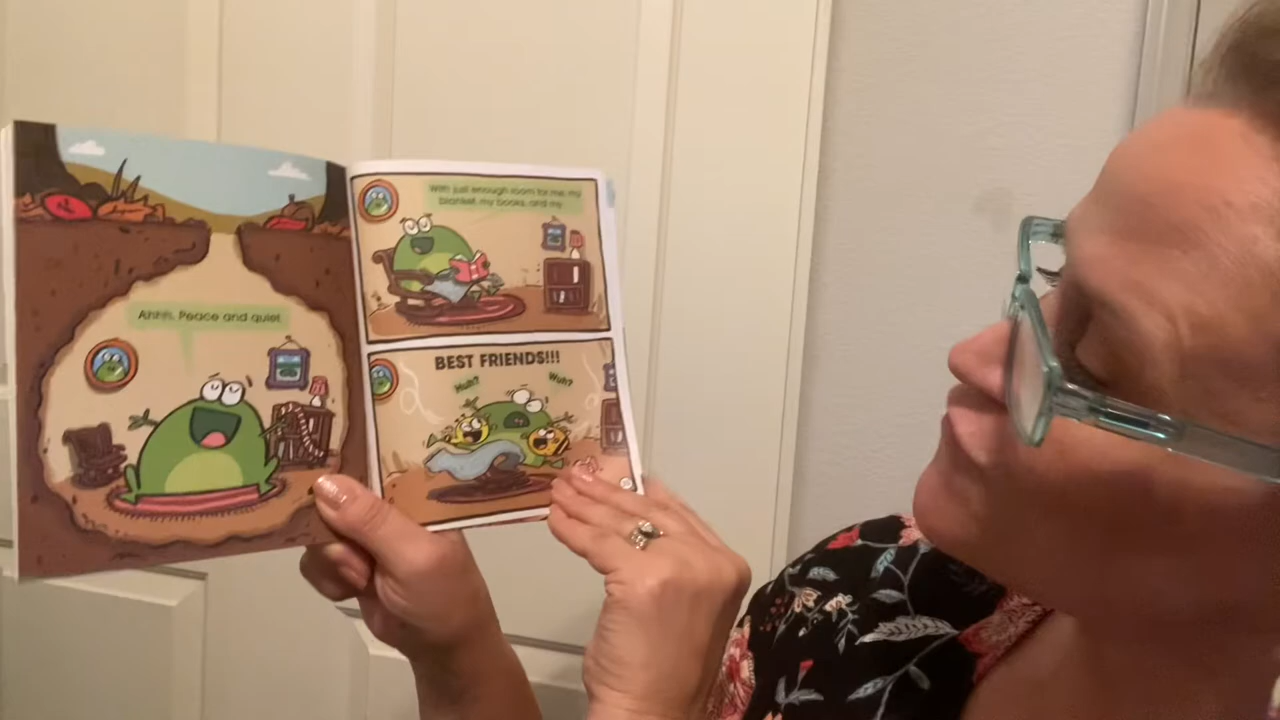 Ahhh. Peace and quiet.
With just enough room for me, my
blanket, my books, and my
BEST FRIENDS!!!
Huh?
Wuh?